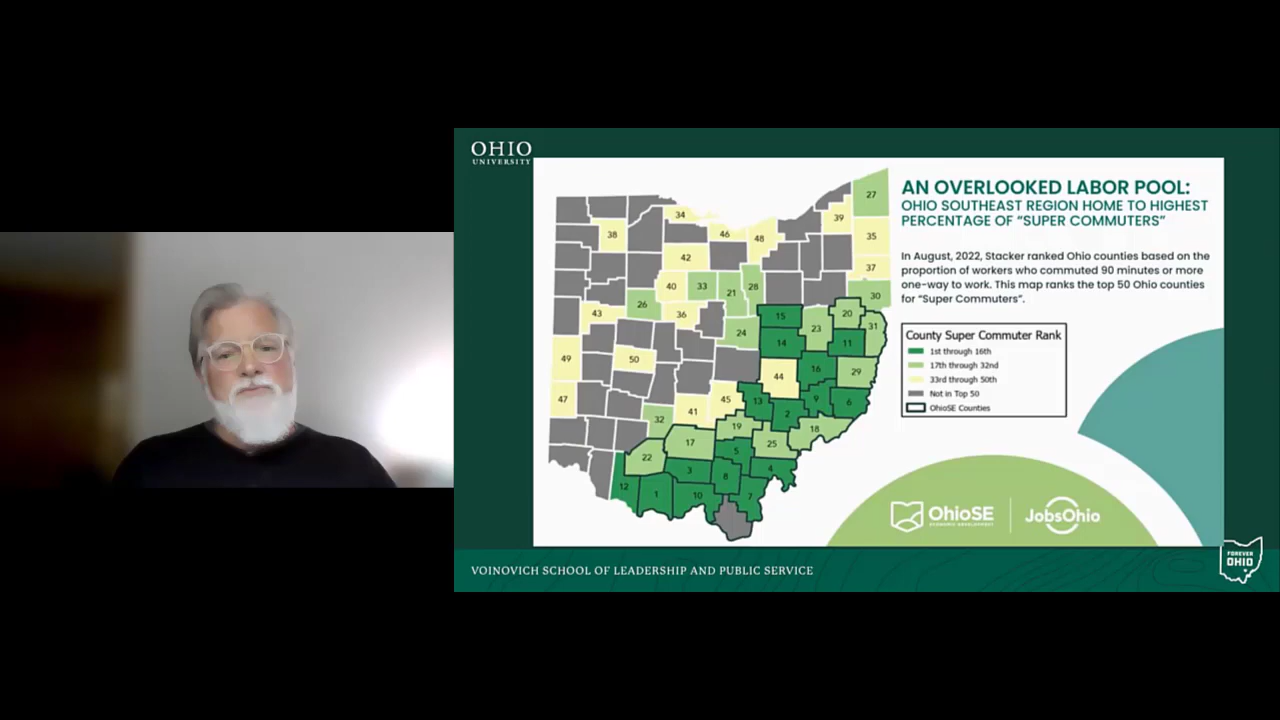 OHIO
UNIVERSITY
AN OVERLOOKED LABOR POOL:
OHIO SOUTHEAST REGION HOME TO HIGHEST
PERCENTAGE OF “SUPER COMMUTERS”
In August, 2022, Stacker ranked Ohio counties based on the
proportion of workers who commuted 90 minutes or more
one-way to work. This map ranks the top 50 Ohio counties
for “Super Commuters”.
County Super Commuter Rank
1st through 16th
17th through 32nd
33rd through 50th
Not in Top 50
OhioSE Counties
27
34
39
38
46
48
35
42
37
40
33
21
28
30
26
43
36
15
20
24
23
31
14
11
49
50
44
16
29
47
45
13
9
6
32
41
2
19
18
17
25
22
5
3
4
8
12
1
10
7
OhioSE
ECONOMIC DEVELOPMENT
JobsOhio
VOINOVICH SCHOOL OF LEADERSHIP AND PUBLIC SERVICE
FOREVER
OHIO